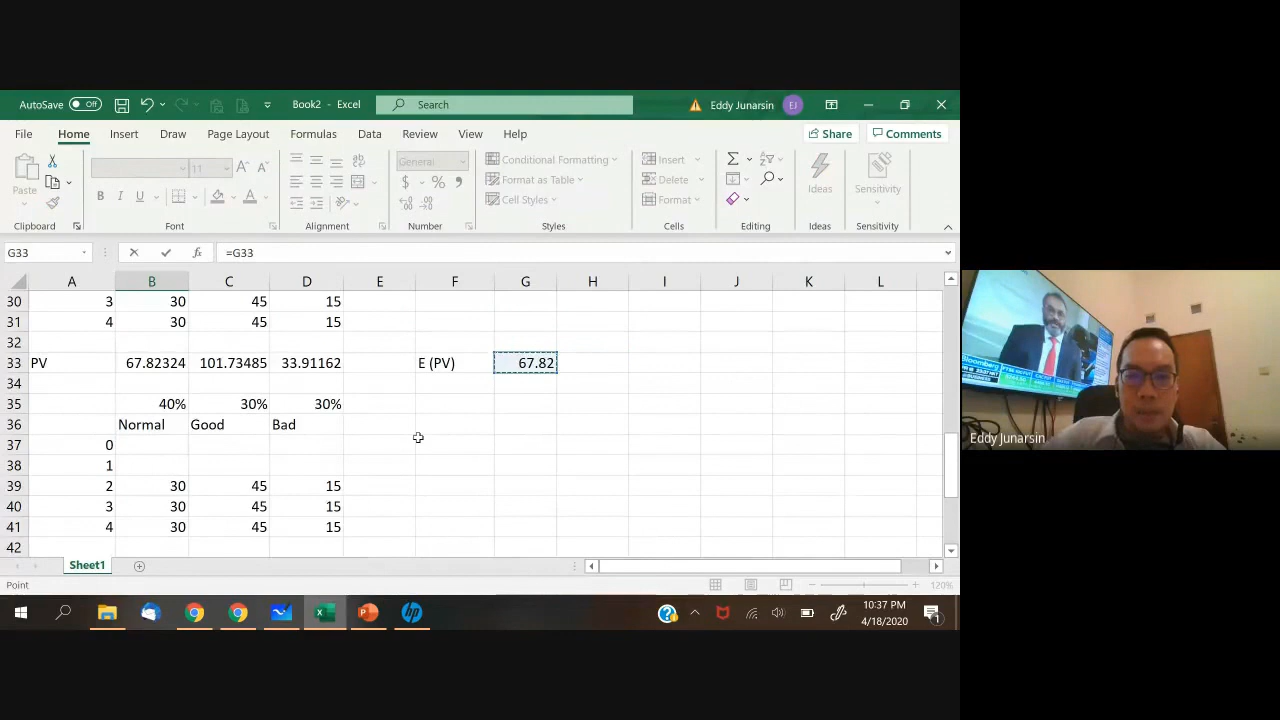 AutoSave Off Book2 - Excel Search Eddy Junarsin EJ
File Home Insert Draw Page Layout Formulas Data Review View Help Share Comments
Paste 11 General Conditional Formatting Insert Ideas Sensitivity
Format as Table Delete
B I U A $ % Cell Styles Format
Clipboard Font Alignment Number Styles Cells Editing Ideas Sensitivity
G33 fx =G33
A B C D E F G H I J K L
30 3 30 45 15
31 4 30 45 15
32
33 PV 67.82324 101.73485 33.91162 E (PV) 67.82
34
35 40% 30% 30%
36 Normal Good Bad
37 0
38 1
39 2 30 45 15
40 3 30 45 15
41 4 30 45 15
42
Sheet1
Point 120%
10:37 PM
4/18/2020
1
Bloomberg
Eddy Junarsin